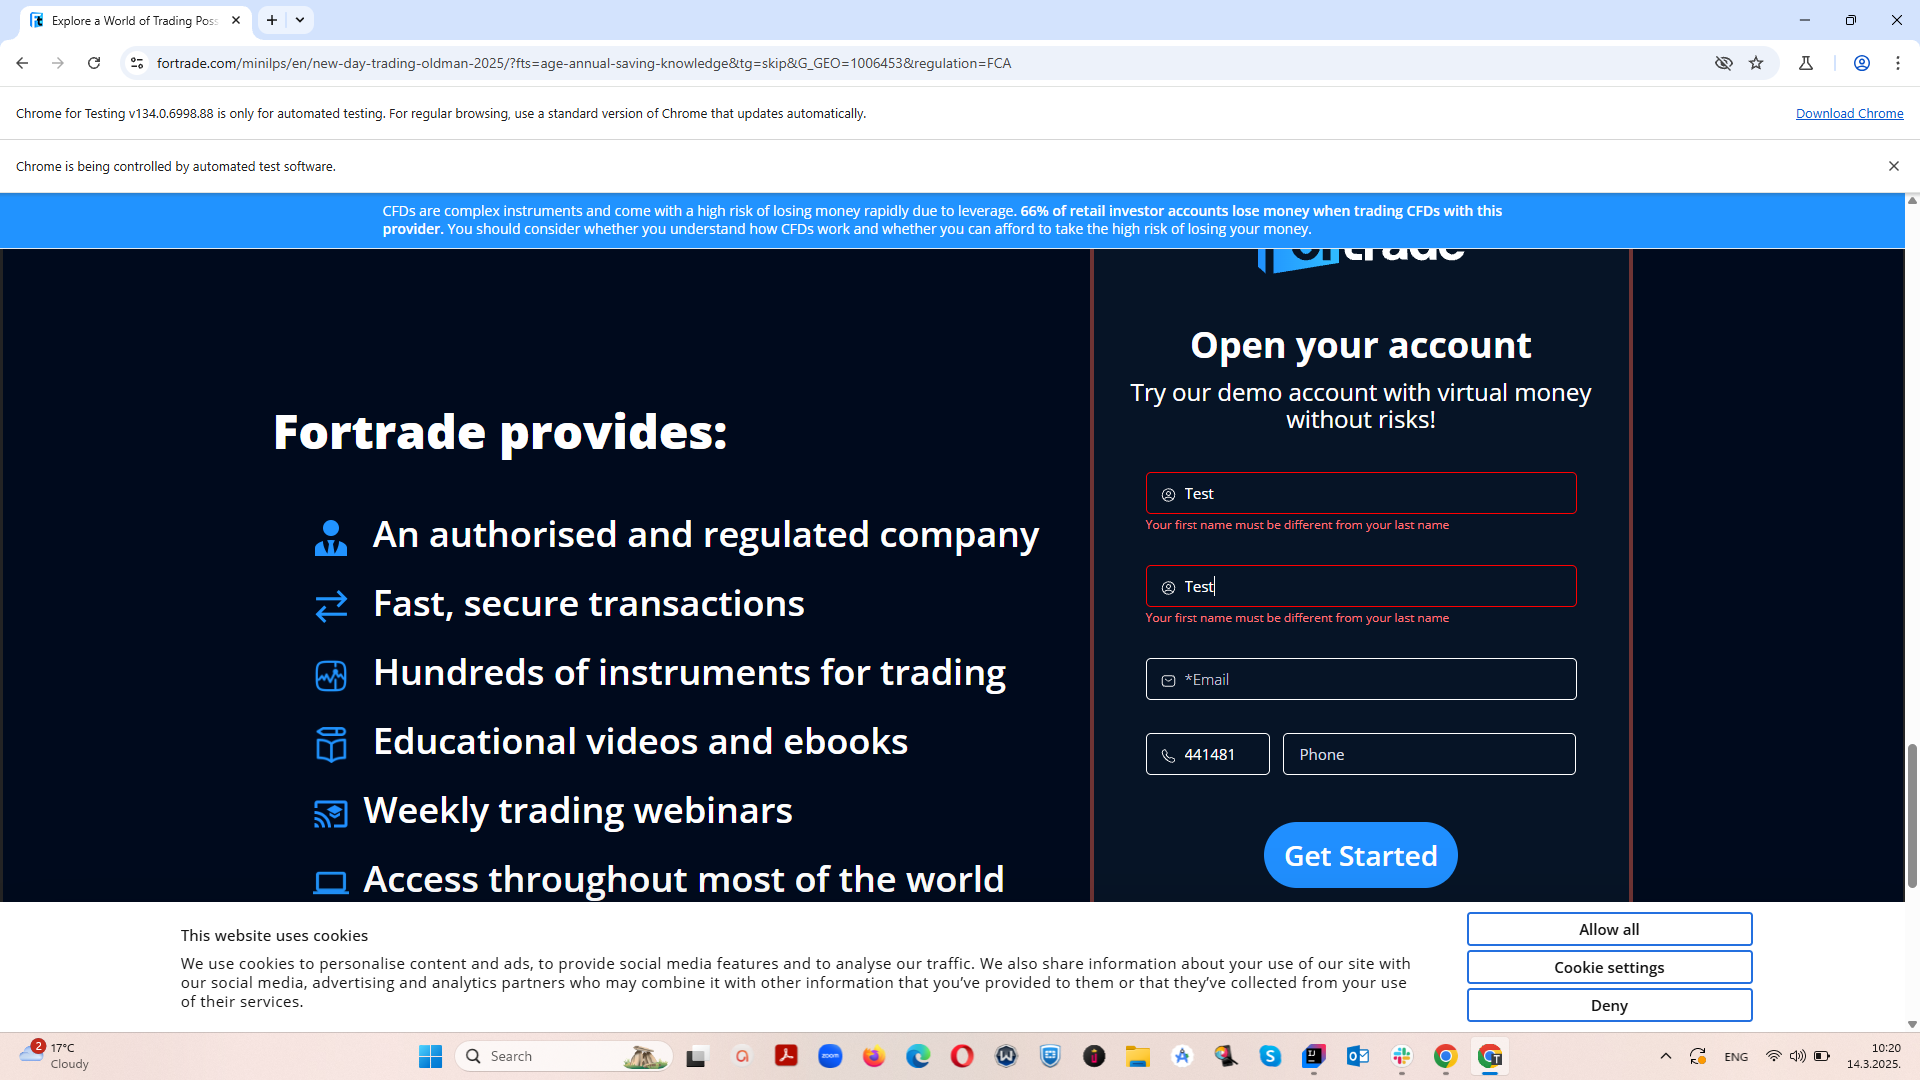 Explore a World of Trading Poss
fortrade.com/minilps/en/new-day-trading-oldman-2025/?fts=age-annual-saving-knowledge&tg=skip&G_GEO=1006453&regulation=FCA
Chrome for Testing v134.0.6998.88 is only for automated testing. For regular browsing, use a standard version of Chrome that updates automatically.
Download Chrome
Chrome is being controlled by automated test software.
CFDs are complex instruments and come with a high risk of losing money rapidly due to leverage. 66% of retail investor accounts lose money when trading CFDs with this
provider. You should consider whether you understand how CFDs work and whether you can afford to take the high risk of losing your money.
fortrade
Open your account
Try our demo account with virtual money
without risks!
Fortrade provides:
An authorised and regulated company
Fast, secure transactions
Hundreds of instruments for trading
Educational videos and ebooks
Weekly trading webinars
Access throughout most of the world
Test
Your first name must be different from your last name
Test
Your first name must be different from your last name
*Email
441481
Phone
Get Started
This website uses cookies
We use cookies to personalise content and ads, to provide social media features and to analyse our traffic. We also share information about your use of our site with
our social media, advertising and analytics partners who may combine it with other information that you've provided to them or that they've collected from your use
of their services.
Allow all
Cookie settings
Deny
2
17°C
Cloudy
Search
zoom
ENG
10:20
14.3.2025.